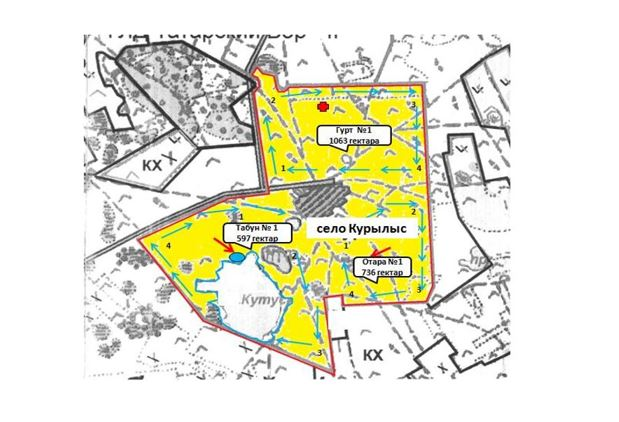 2
3
Гурт №1
1063 гектара
КХ
1
4
1
2
Табун № 1
597 гектар
село Курылыс
4
1
2
Отара №1
736 гектар
Кутус
4
3
3
КХ